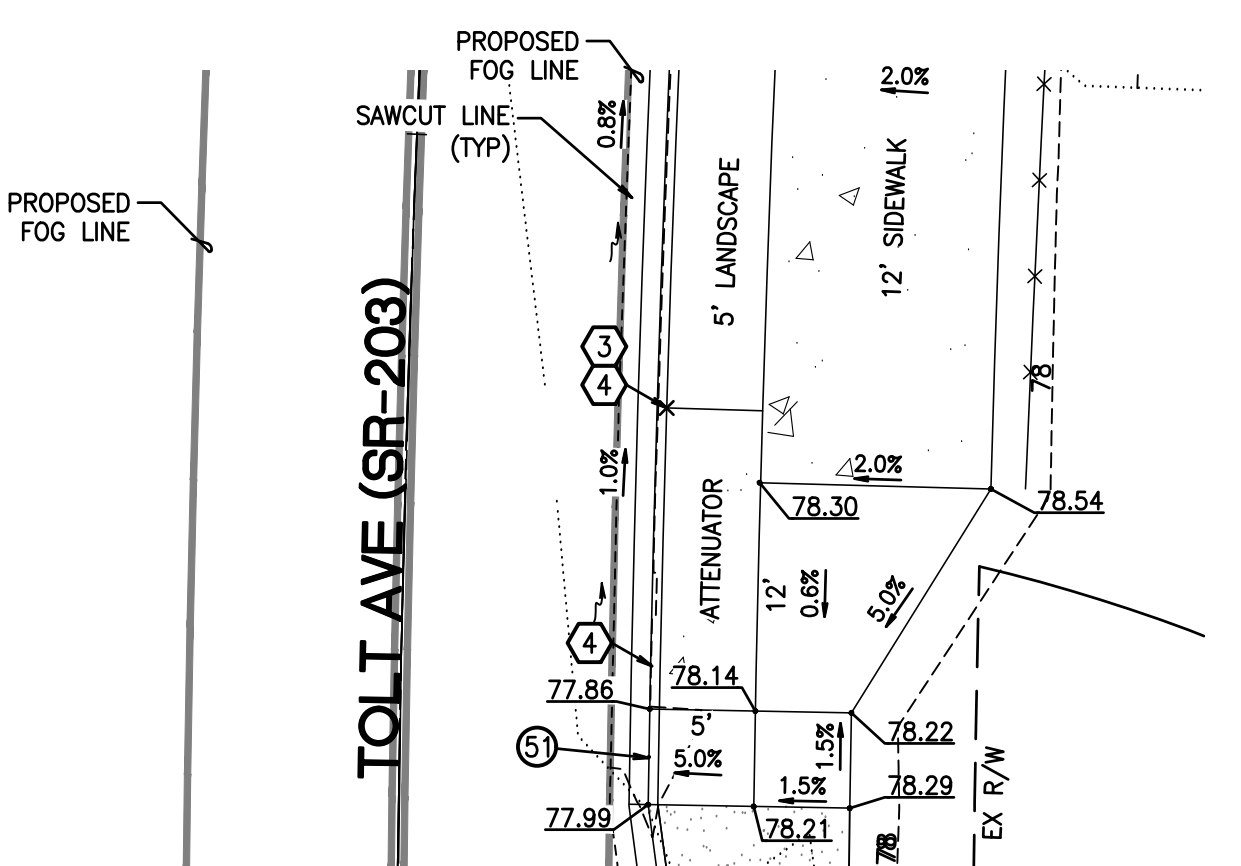 PROPOSED
FOG LINE
2.0%
0.8%
SAWCUT LINE
(TYP)
PROPOSED
FOG LINE
5' LANDSCAPE
12' SIDEWALK
TOLT AVE (SR-203)
3
4
78
1.0%
2.0%
78.30
78.54
ATTENUATOR
12'
0.6%
5.0%
4
77.86
78.14
5'
78.22
51
5.0%
1.5%
1.5%
78.29
EX R/W
77.99
78.21
78